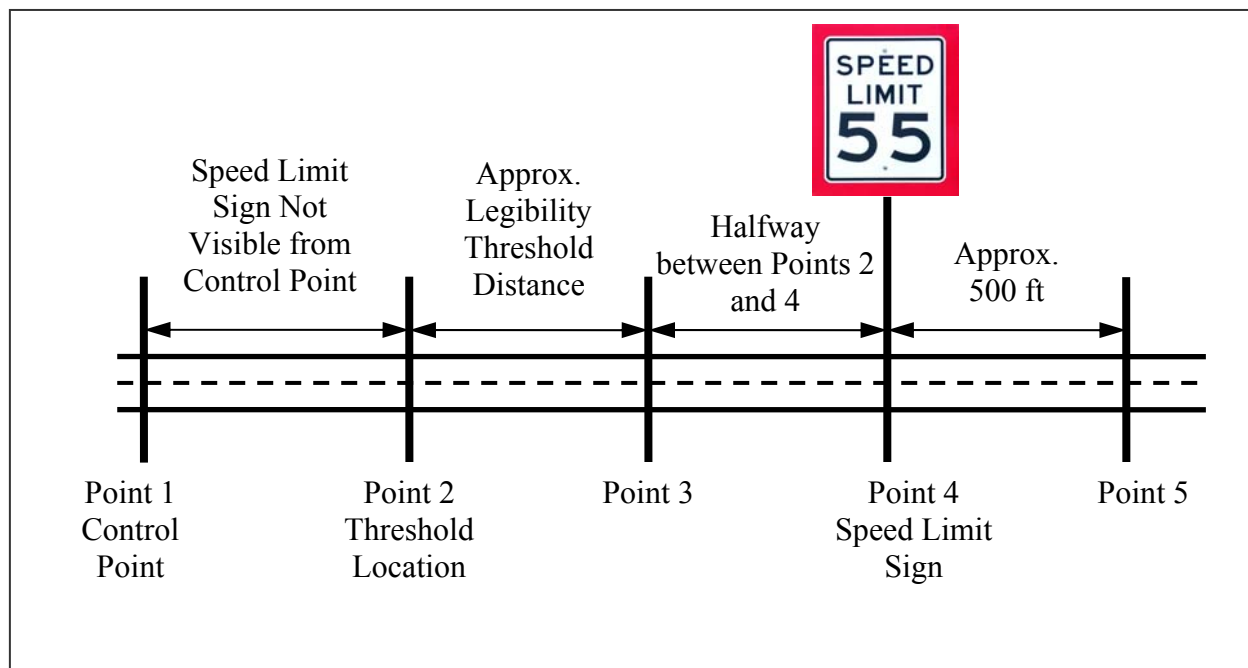 SPEED
LIMIT
55
Speed Limit
Sign Not
Visible from
Control Point
Approx.
Legibility
Threshold
Distance
Halfway
between Points 2
and 4
Approx.
500 ft
Point 1
Control
Point
Point 2
Threshold
Location
Point 3
Point 4
Speed Limit
Sign
Point 5